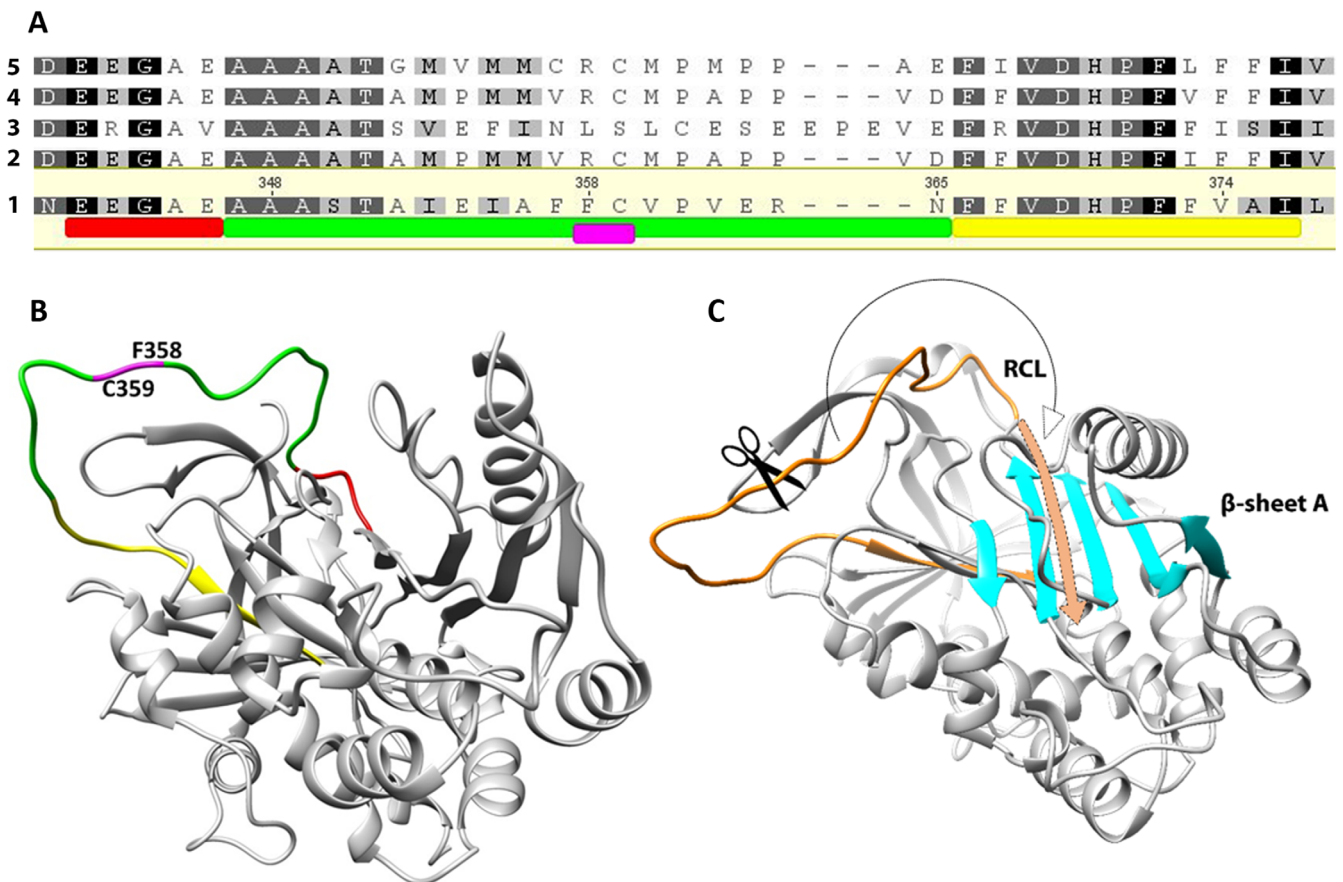 A
5 D E E G A E A A A A T G M V M M C R C M P M P P - - - A E F I V D H P F L F F I V
4 D E E G A E A A A A T A M P M M V R C M P A P P - - - V D F F V D H P F V F F I V
3 D E R G A V A A A A T S V E F I N L S L C E S E E P E V E F R V D H P F F I S I I
2 D E E G A E A A A A T A M P M M V R C M P A P P - - - V D F F V D H P F I F F I V
348 358 365 374
1 N E E G A E A A A S T A I E I A F F C V P V E R - - - - N F F V D H P F F V A I L
B
F358
C359
C
RCL
β-sheet A